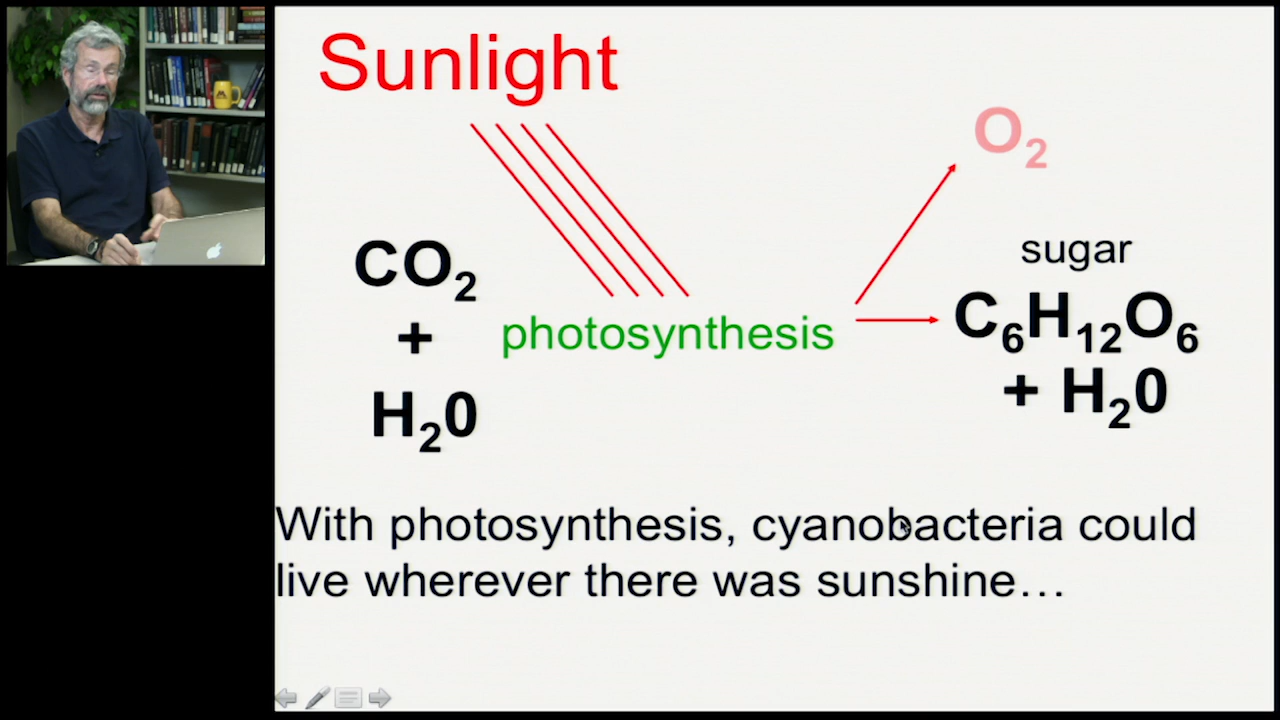 Sunlight
O₂
sugar
CO₂
+
H₂0
photosynthesis
C₆H₁₂O₆
+ H₂0
With photosynthesis, cyanobacteria could
live wherever there was sunshine…